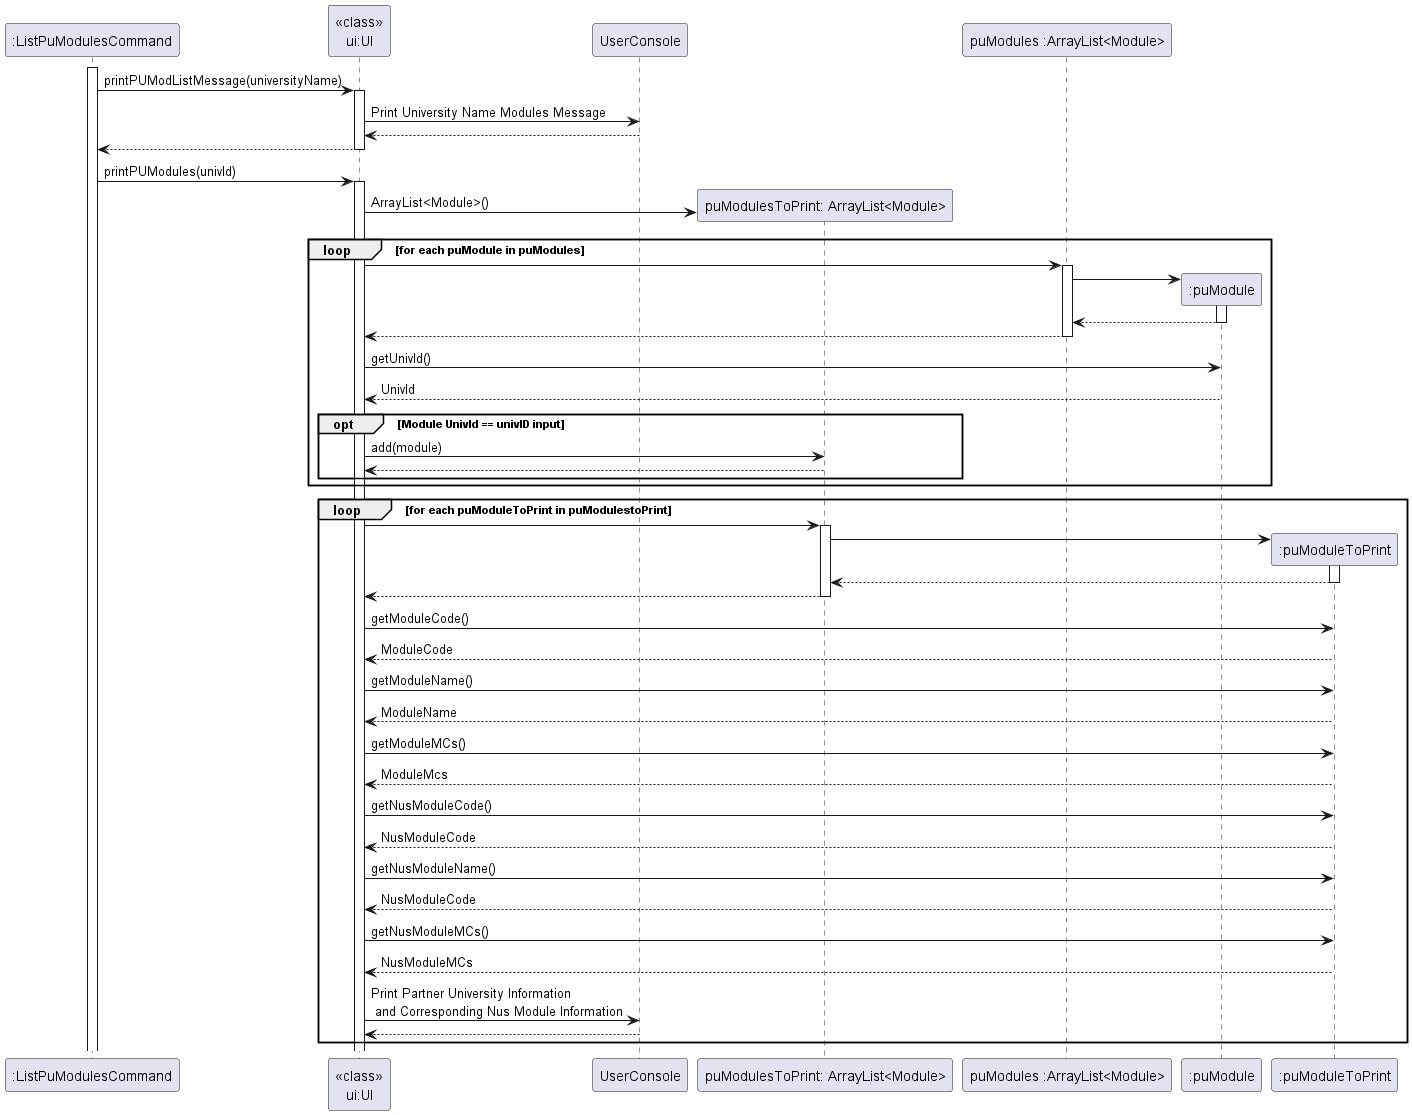 «class»
:ListPuModulesCommand
ui:UI
UserConsole
puModules :ArrayList<Module>
printPUModListMessage(universityName)
Print University Name Modules Message
printPUModules(univId)
ArrayList<Module>()
puModulesToPrint: ArrayList<Module>
loop
[for each puModule in puModules]
:puModule
getUnivId()
UnivId
opt
[Module UnivId == univID input]
add(module)
loop
[for each puModuleToPrint in puModulestoPrint]
:puModuleToPrint
getModuleCode()
ModuleCode
getModuleName()
ModuleName
getModuleMCs()
ModuleMcs
getNusModuleCode()
NusModuleCode
getNusModuleName()
NusModuleCode
getNusModuleMCs()
NusModuleMCs
Print Partner University Information
and Corresponding Nus Module Information
:ListPuModulesCommand
«class»
ui:UI
UserConsole
puModulesToPrint: ArrayList<Module>
puModules :ArrayList<Module>
:puModule
:puModuleToPrint